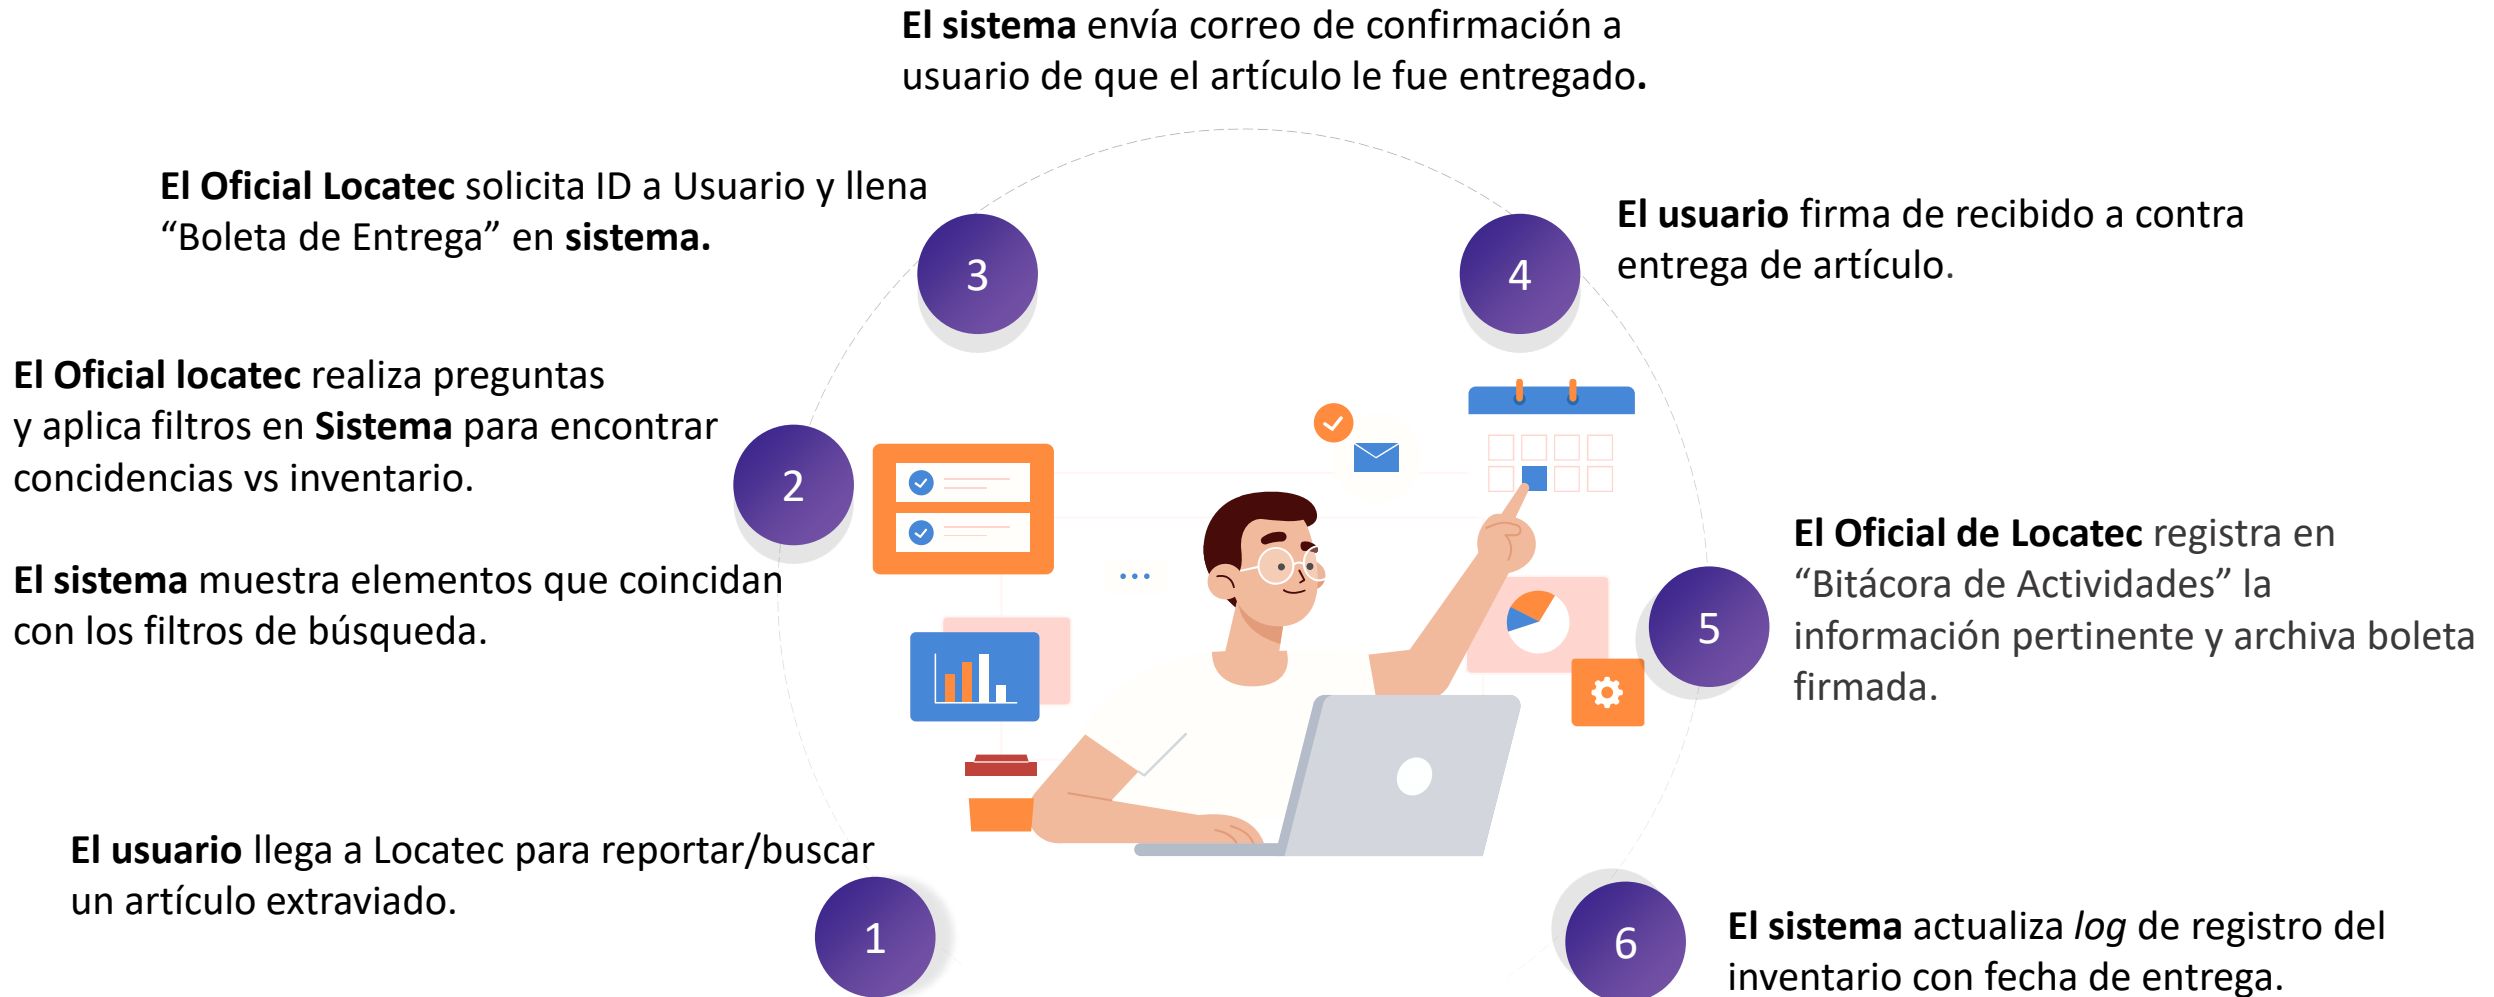 El sistema envía correo de confirmación a
usuario de que el artículo le fue entregado.
El Oficial Locatec solicita ID a Usuario y llena
“Boleta de Entrega” en sistema.
3
4
El usuario firma de recibido a contra
entrega de artículo.
El Oficial locatec realiza preguntas
y aplica filtros en Sistema para encontrar
concidencias vs inventario.
2
El sistema muestra elementos que coincidan
con los filtros de búsqueda.
El Oficial de Locatec registra en
“Bitácora de Actividades” la
información pertinente y archiva boleta
firmada.
5
El usuario llega a Locatec para reportar/buscar
un artículo extraviado.
1
6
El sistema actualiza log de registro del
inventario con fecha de entrega.